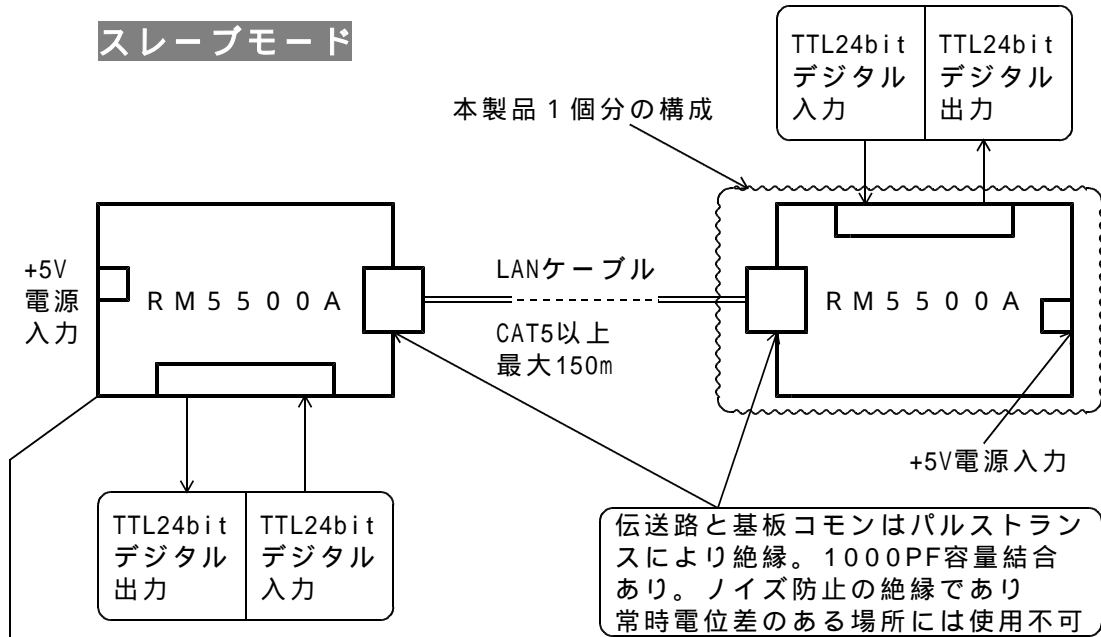 スレーブモード
TTL24bit
デジタル
入力
TTL24bit
デジタル
出力
本製品1個分の構成
+5V
電源
入力
RM5500A
LANケーブル
CAT5以上
最大150m
RM5500A
+5V電源入力
TTL24bit
デジタル
出力
TTL24bit
デジタル
入力
伝送路と基板コモンはパルストラン
スにより絶縁。1000PF容量結合
あり。ノイズ防止の絶縁であり
常時電位差のある場所には使用不可